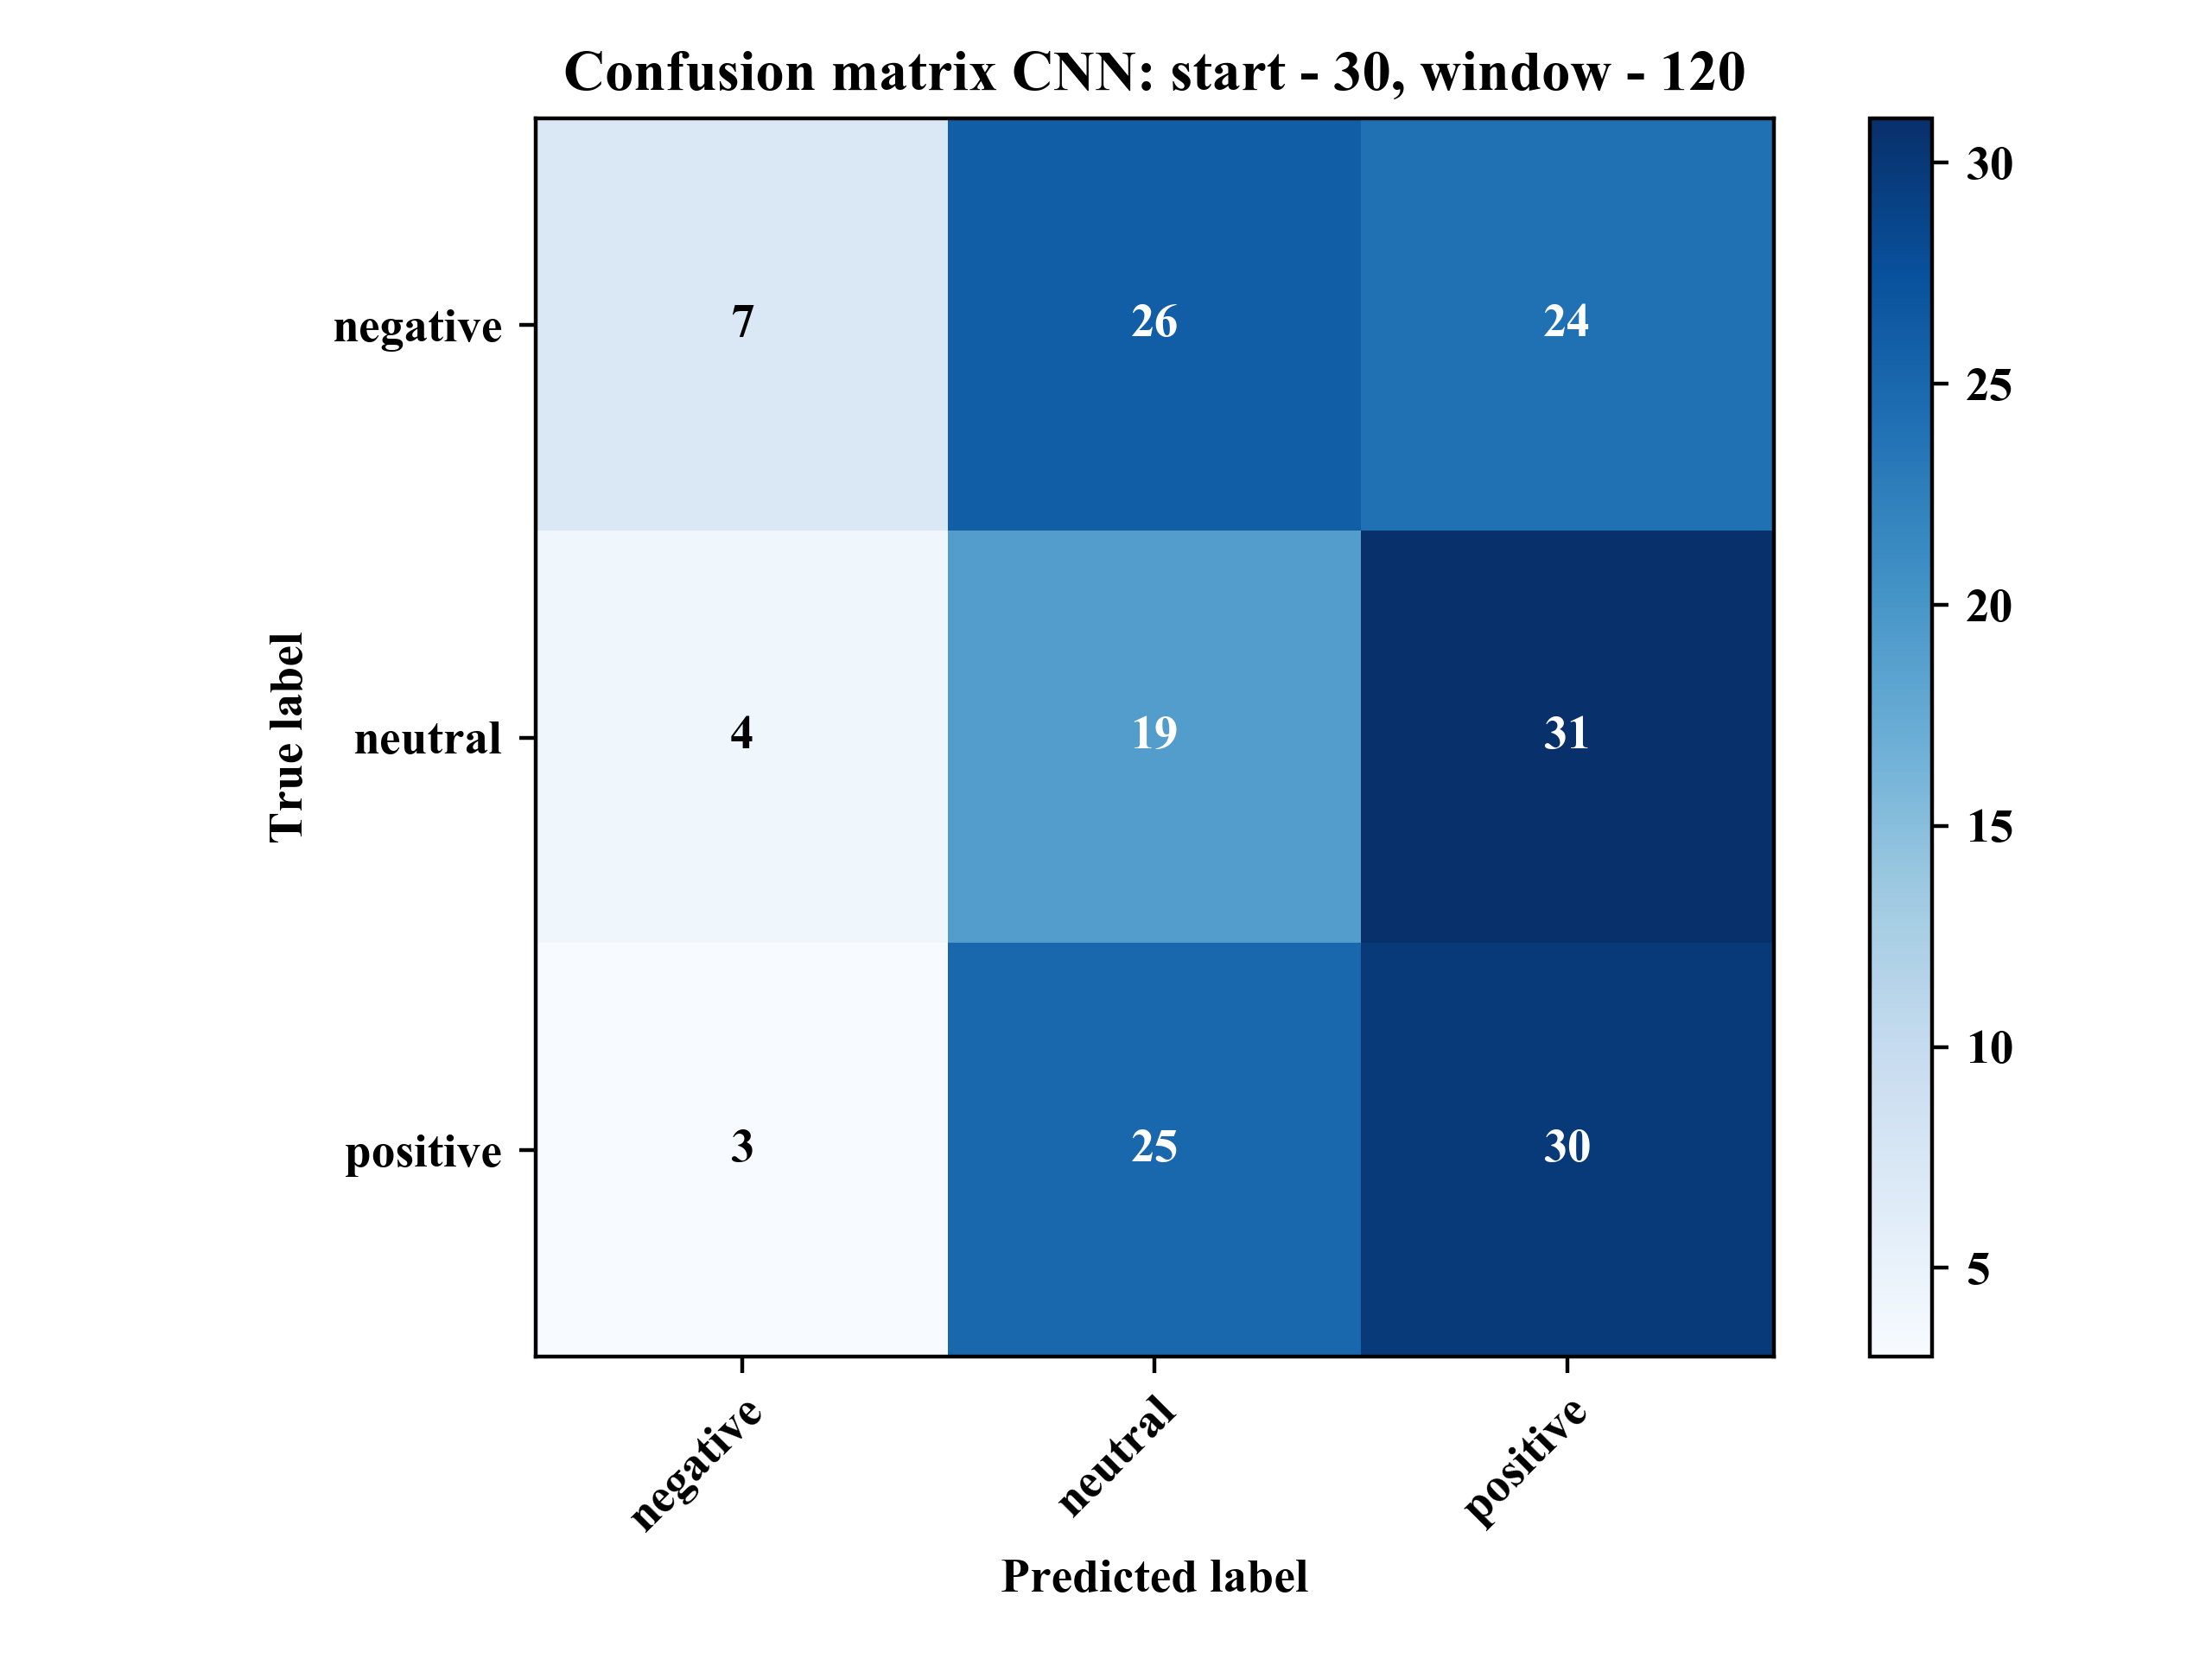 Confusion matrix CNN: start - 30, window - 120
negative 7 26 24
neutral 4 19 31
positive 3 25 30
True label
negative neutral positive
Predicted label
30
25
20
15
10
5